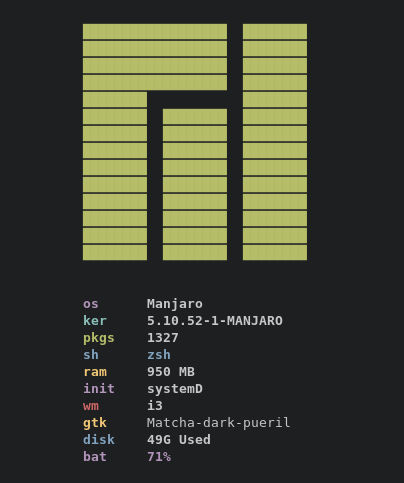 os Manjaro
ker 5.10.52-1-MANJARO
pkgs 1327
sh zsh
ram 950 MB
init systemD
wm i3
gtk Matcha-dark-pueril
disk 49G Used
bat 71%